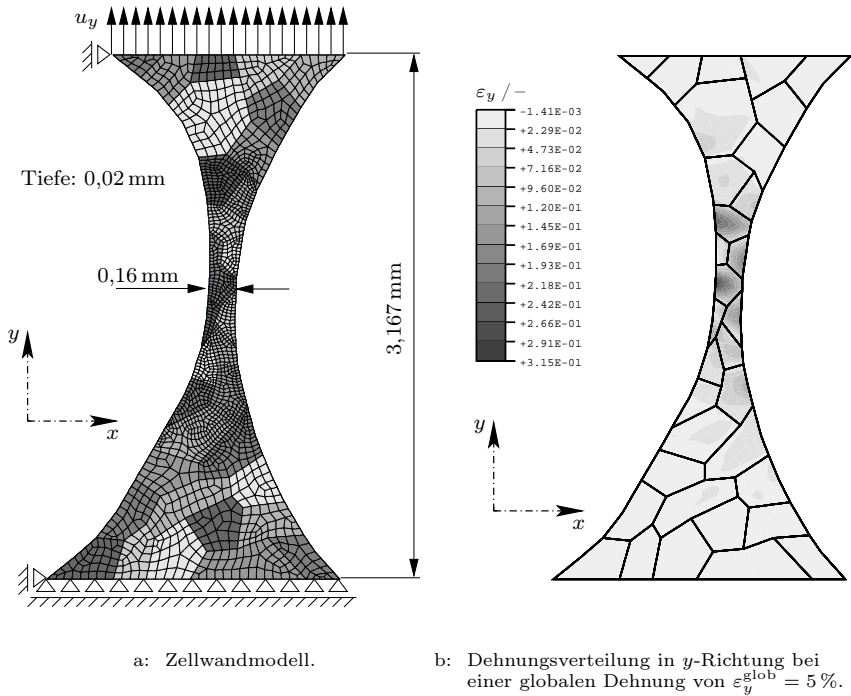 u_y
Tiefe: 0,02 mm
0,16 mm
3,167 mm
y
x
ε_y / −
-1.41E-03
+2.29E-02
+4.73E-02
+7.16E-02
+9.60E-02
+1.20E-01
+1.45E-01
+1.69E-01
+1.93E-01
+2.18E-01
+2.42E-01
+2.66E-01
+2.91E-01
+3.15E-01
y
x
a: Zellwandmodell.
b: Dehnungsverteilung in y-Richtung bei
einer globalen Dehnung von ε_y^glob = 5 %.